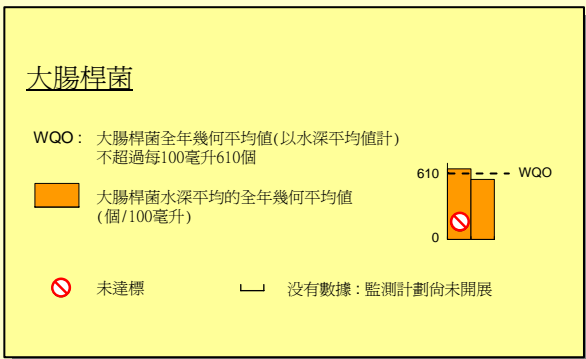 大腸桿菌
WQO : 大腸桿菌全年幾何平均值(以水深平均值計)
不超過每100毫升610個
大腸桿菌水深平均的全年幾何平均值
(個/100毫升)
610
WQO
0
未達標
没有數據 : 監測計劃尚未開展